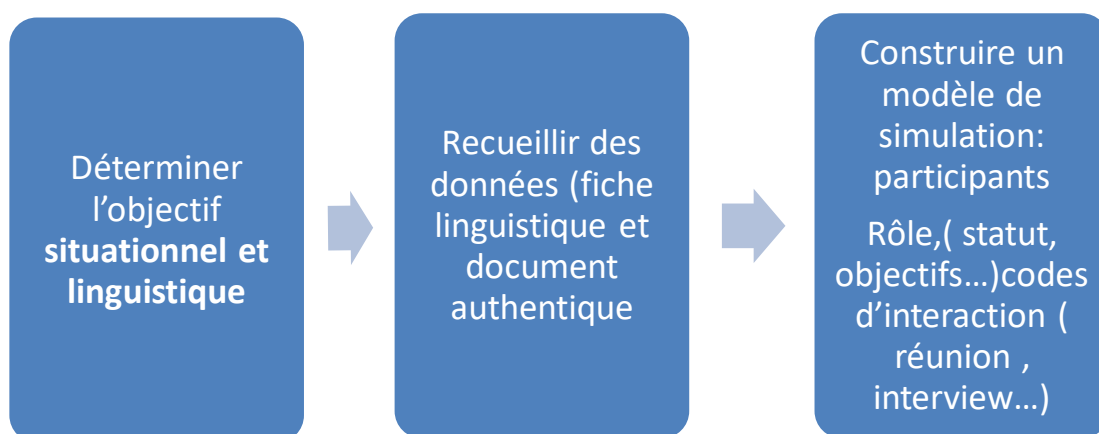 Déterminer
l’objectif
situationnel et
linguistique
Recueillir des
données (fiche
linguistique et
document
authentique
Construire un
modèle de
simulation:
participants
Rôle,( statut,
objectifs…)codes
d’interaction (
réunion ,
interview…)